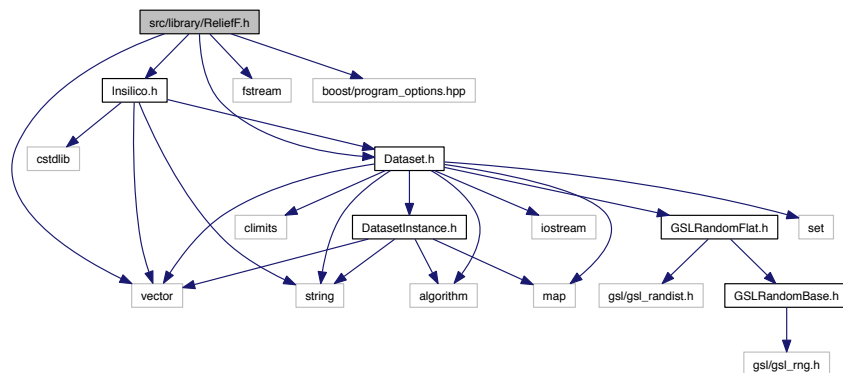 src/library/ReliefF.h
Insilico.h
fstream
boost/program_options.hpp
cstdlib
Dataset.h
climits
DatasetInstance.h
iostream
GSLRandomFlat.h
set
vector
string
algorithm
map
gsl/gsl_randist.h
GSLRandomBase.h
gsl/gsl_rng.h